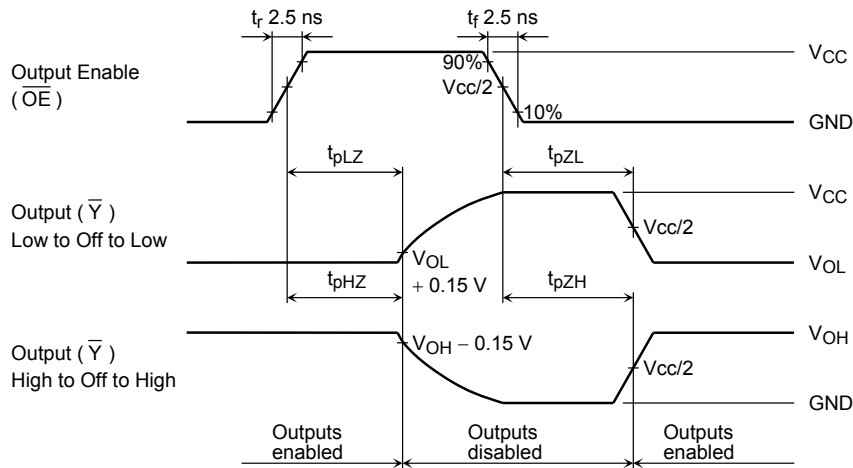 tr 2.5 ns
tf 2.5 ns
Output Enable
( OE )
90%
Vcc/2
10%
VCC
GND
tpLZ
tpZL
Output ( Y )
Low to Off to Low
VCC
Vcc/2
VOL
+ 0.15 V
VOL
tpHZ
tpZH
Output ( Y )
High to Off to High
VOH − 0.15 V
VOH
Vcc/2
GND
Outputs
enabled
Outputs
disabled
Outputs
enabled